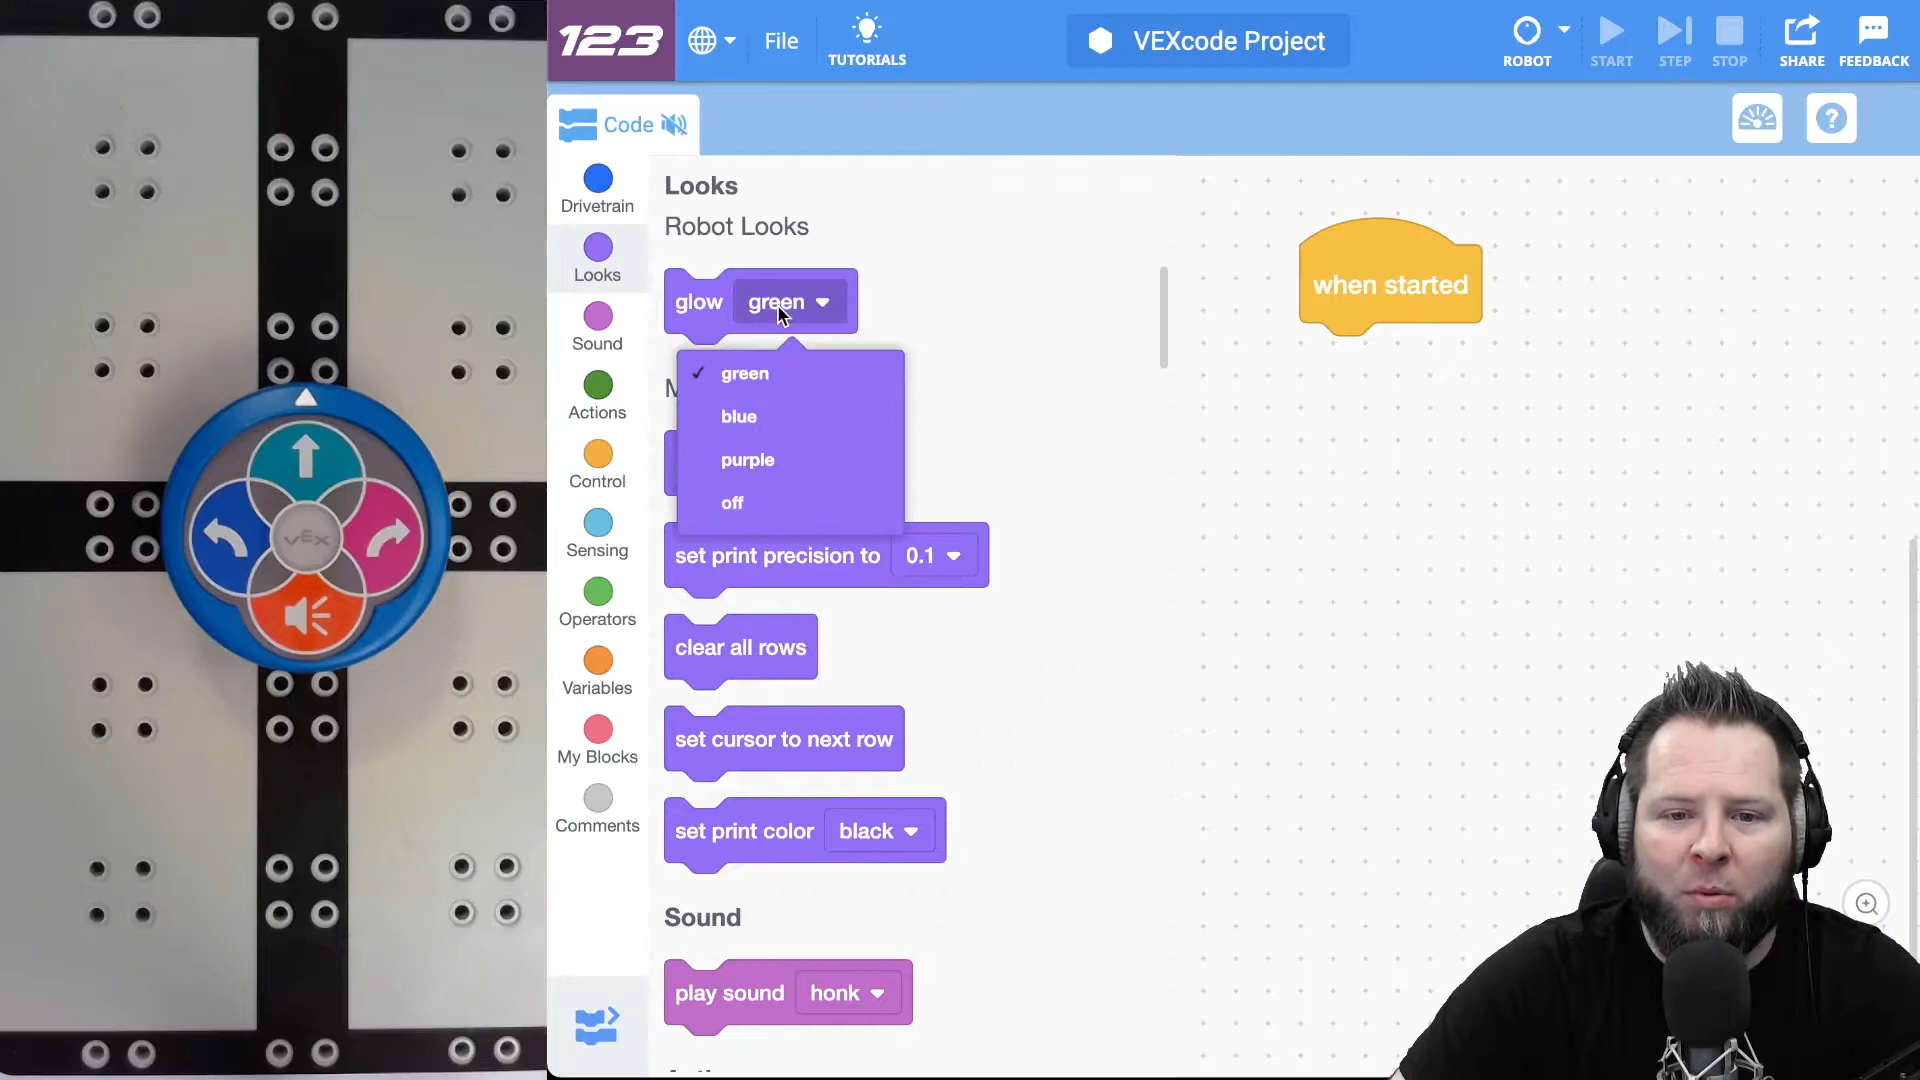 123
File
TUTORIALS
VEXcode Project
ROBOT
START
STEP
STOP
SHARE
FEEDBACK
Code
?
Drivetrain
Looks
Sound
Actions
Control
Sensing
Operators
Variables
My Blocks
Comments
Looks
Robot Looks
glow green
✓ green
blue
purple
off
set print precision to 0.1
clear all rows
set cursor to next row
set print color black
Sound
play sound honk
when started
VEX